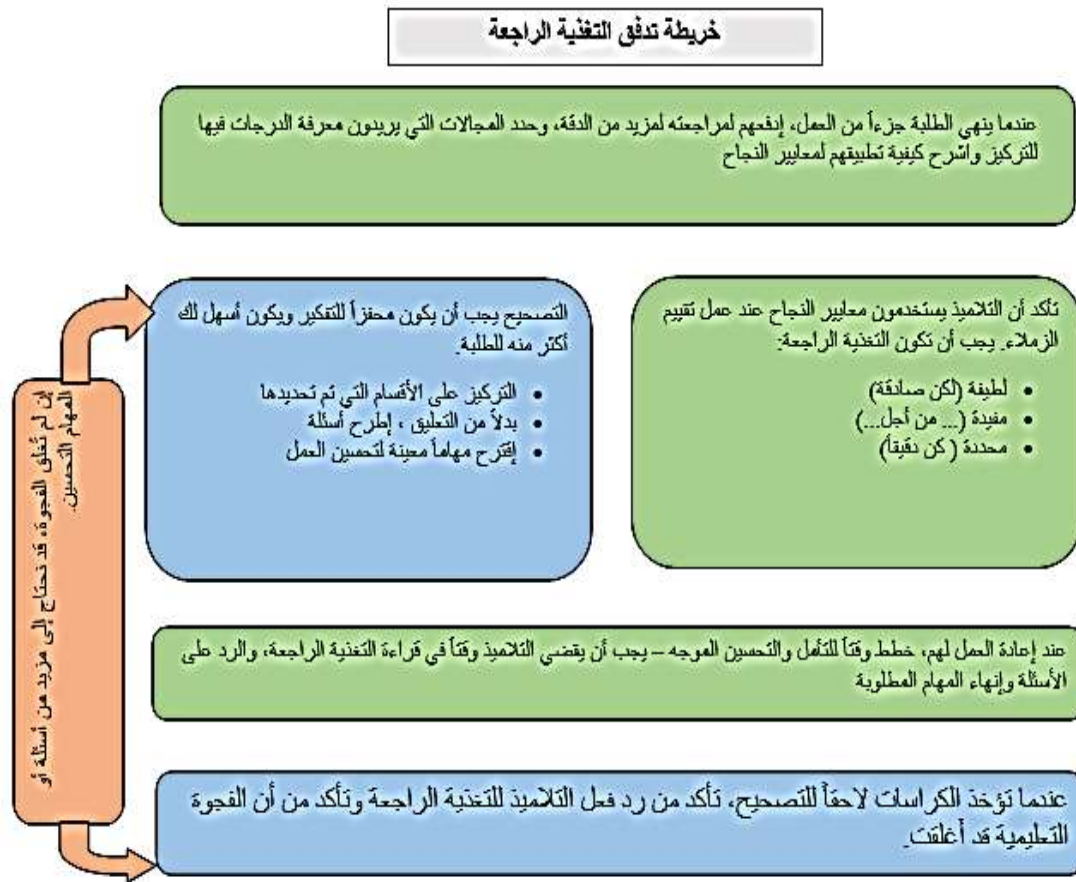 خريطة تدفق التغذية الراجعة
عندما ينهي الطلبة جزءاً من العمل، إدفعهم لمراجعته لمزيد من الدقة، وحدد المجالات التي يريدون معرفة الدرجات فيها
للتركيز واشرح كيفية تطبيقهم لمعايير النجاح
تأكد أن التلاميذ يستخدمون معايير النجاح عند عمل تقييم
الزملاء. يجب أن تكون التغذية الراجعة:
• لطيفة (لكن صادقة)
• مفيدة (... من أجل...)
• محددة ( كن دقيقاً)
التصحيح يجب أن يكون محفزاً للتفكير ويكون أسهل لك
أكثر منه للطلبة.
• التركيز على الأقسام التي تم تحديدها
• بدلاً من التعليق ، إطرح أسئلة
• إقترح مهاماً معينة لتحسين العمل
إن لم تُغلق الفجوة، قد تحتاج إلى مزيد من أسئلة أو
المهام التحسين.
عند إعادة العمل لهم، خطط وقتاً للتأمل والتحسين الموجه – يجب أن يقضي التلاميذ وقتاً في قراءة التغذية الراجعة، والرد على
الأسئلة وإنهاء المهام المطلوبة
عندما تؤخذ الكراسات لاحقاً للتصحيح، تأكد من رد فعل التلاميذ للتغذية الراجعة وتأكد من أن الفجوة
التعليمية قد أغلقت.